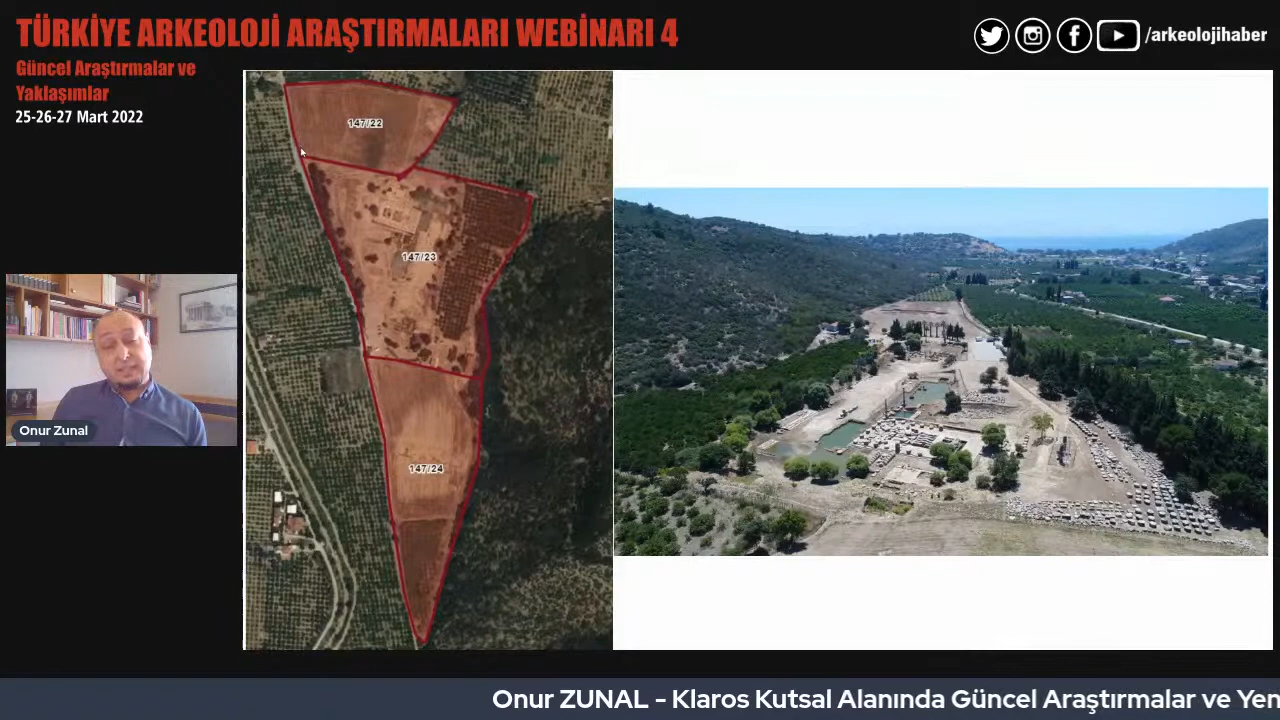 TÜRKİYE ARKEOLOJİ ARAŞTIRMALARI WEBİNARI 4
/arkeolojihaber
Güncel Araştırmalar ve
Yaklaşımlar
25-26-27 Mart 2022
147/22
147/23
147/24
Onur Zunal
Onur ZUNAL - Klaros Kutsal Alanında Güncel Araştırmalar ve Yen